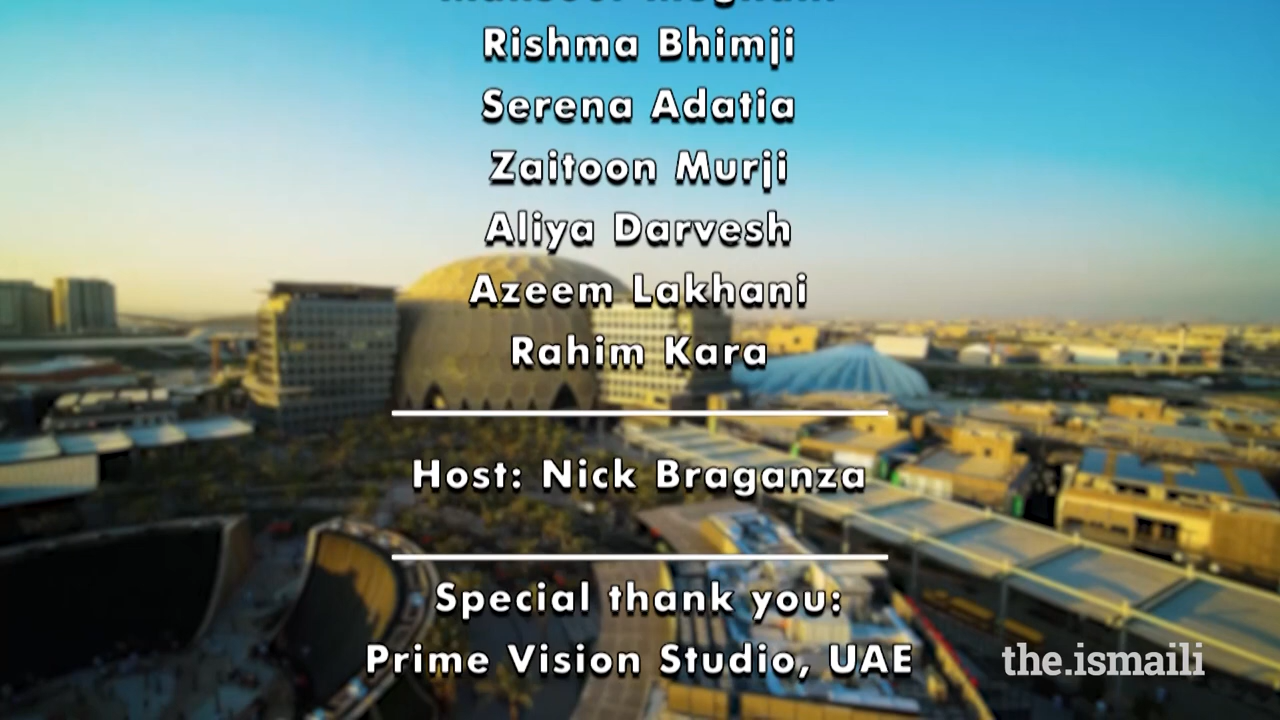 Rishma Bhimji
Serena Adatia
Zaitoon Murji
Aliya Darvesh
Azeem Lakhani
Rahim Kara
Host: Nick Braganza
Special thank you:
Prime Vision Studio, UAE
the.ismaili